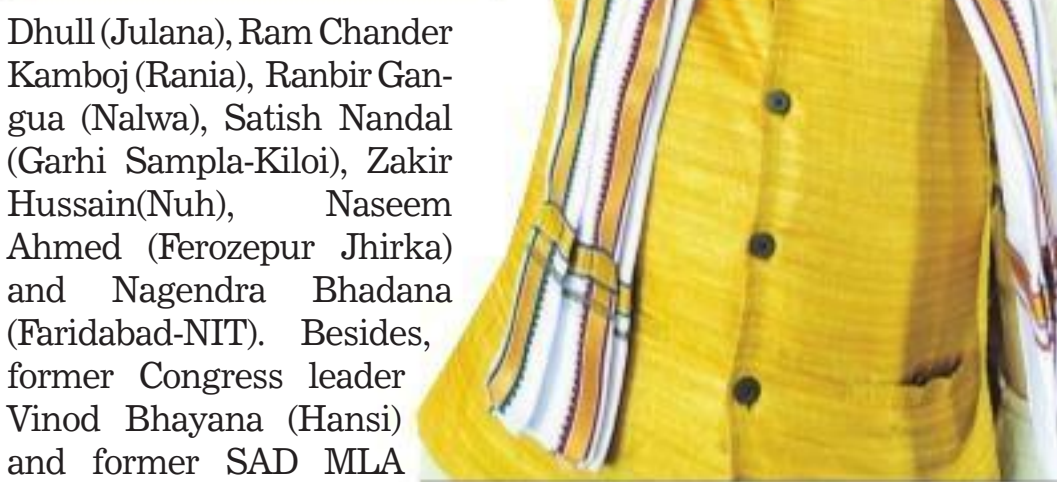 Dhull (Julana), Ram Chander
Kamboj (Rania), Ranbir Gan-
gua (Nalwa), Satish Nandal
(Garhi Sampla-Kiloi), Zakir
Hussain(Nuh), Naseem
Ahmed (Ferozepur Jhirka)
and Nagendra Bhadana
(Faridabad-NIT). Besides,
former Congress leader
Vinod Bhayana (Hansi)
and former SAD MLA